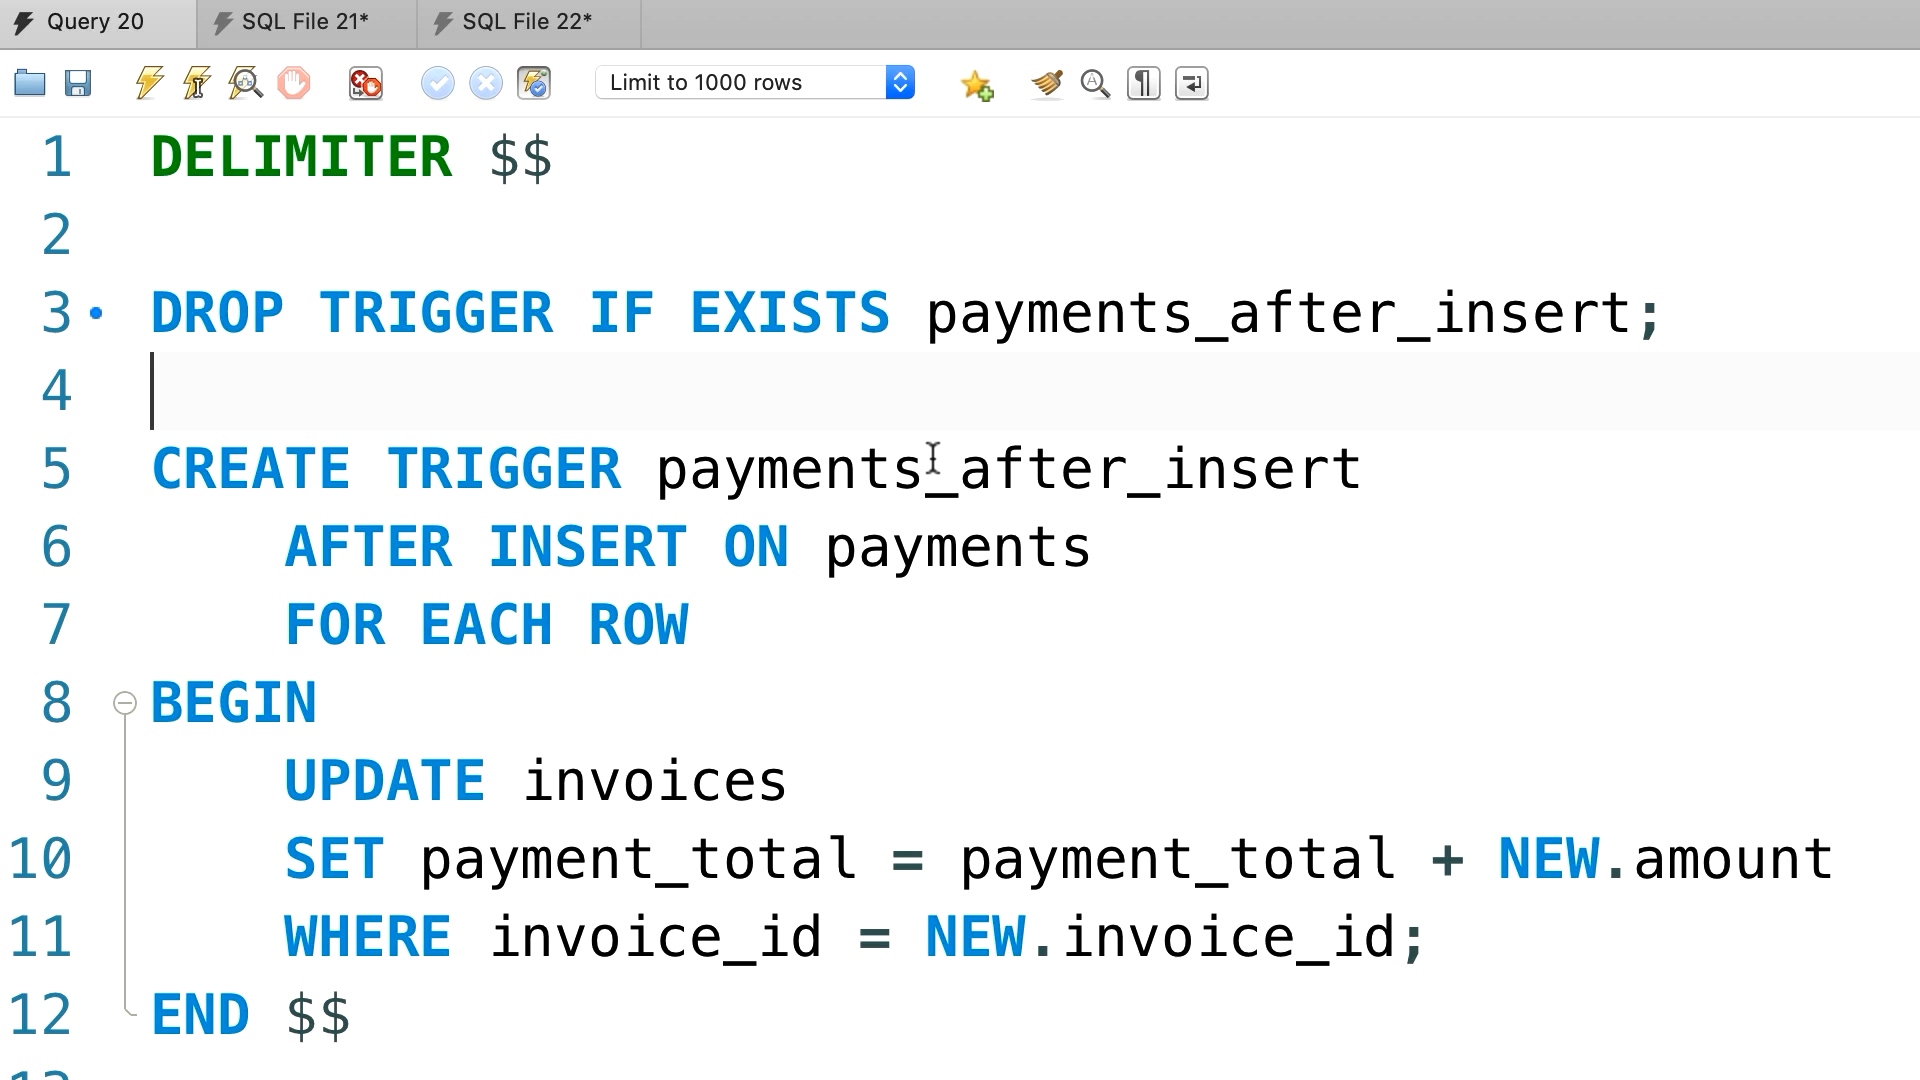 Query 20 SQL File 21* SQL File 22*
Limit to 1000 rows
1 DELIMITER $$
2
3 DROP TRIGGER IF EXISTS payments_after_insert;
4
5 CREATE TRIGGER payments_after_insert
6 AFTER INSERT ON payments
7 FOR EACH ROW
8 BEGIN
9 UPDATE invoices
10 SET payment_total = payment_total + NEW.amount
11 WHERE invoice_id = NEW.invoice_id;
12 END $$